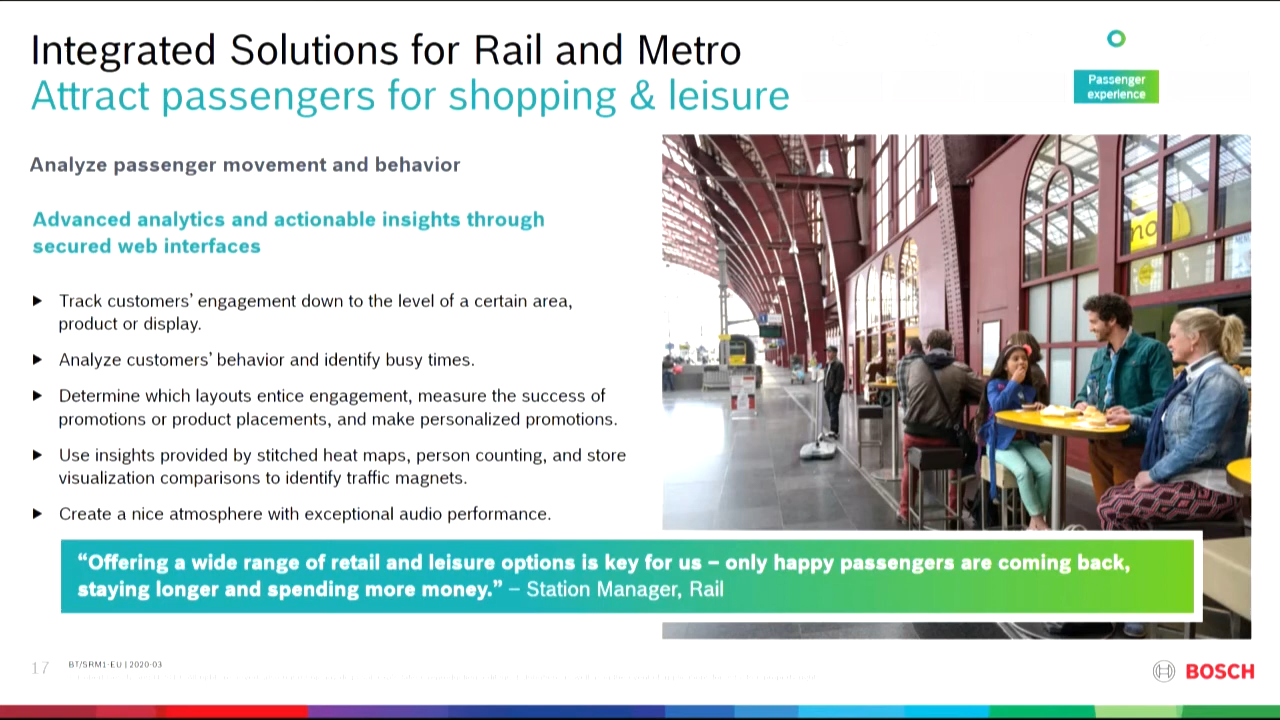 Integrated Solutions for Rail and Metro
Attract passengers for shopping & leisure
Passenger
experience
Analyze passenger movement and behavior
Advanced analytics and actionable insights through
secured web interfaces
▶ Track customers’ engagement down to the level of a certain area,
product or display.
▶ Analyze customers’ behavior and identify busy times.
▶ Determine which layouts entice engagement, measure the success of
promotions or product placements, and make personalized promotions.
▶ Use insights provided by stitched heat maps, person counting, and store
visualization comparisons to identify traffic magnets.
▶ Create a nice atmosphere with exceptional audio performance.
“Offering a wide range of retail and leisure options is key for us – only happy passengers are coming back,
staying longer and spending more money.” – Station Manager, Rail
17
BT/SRM1-EU | 2020-03
BOSCH